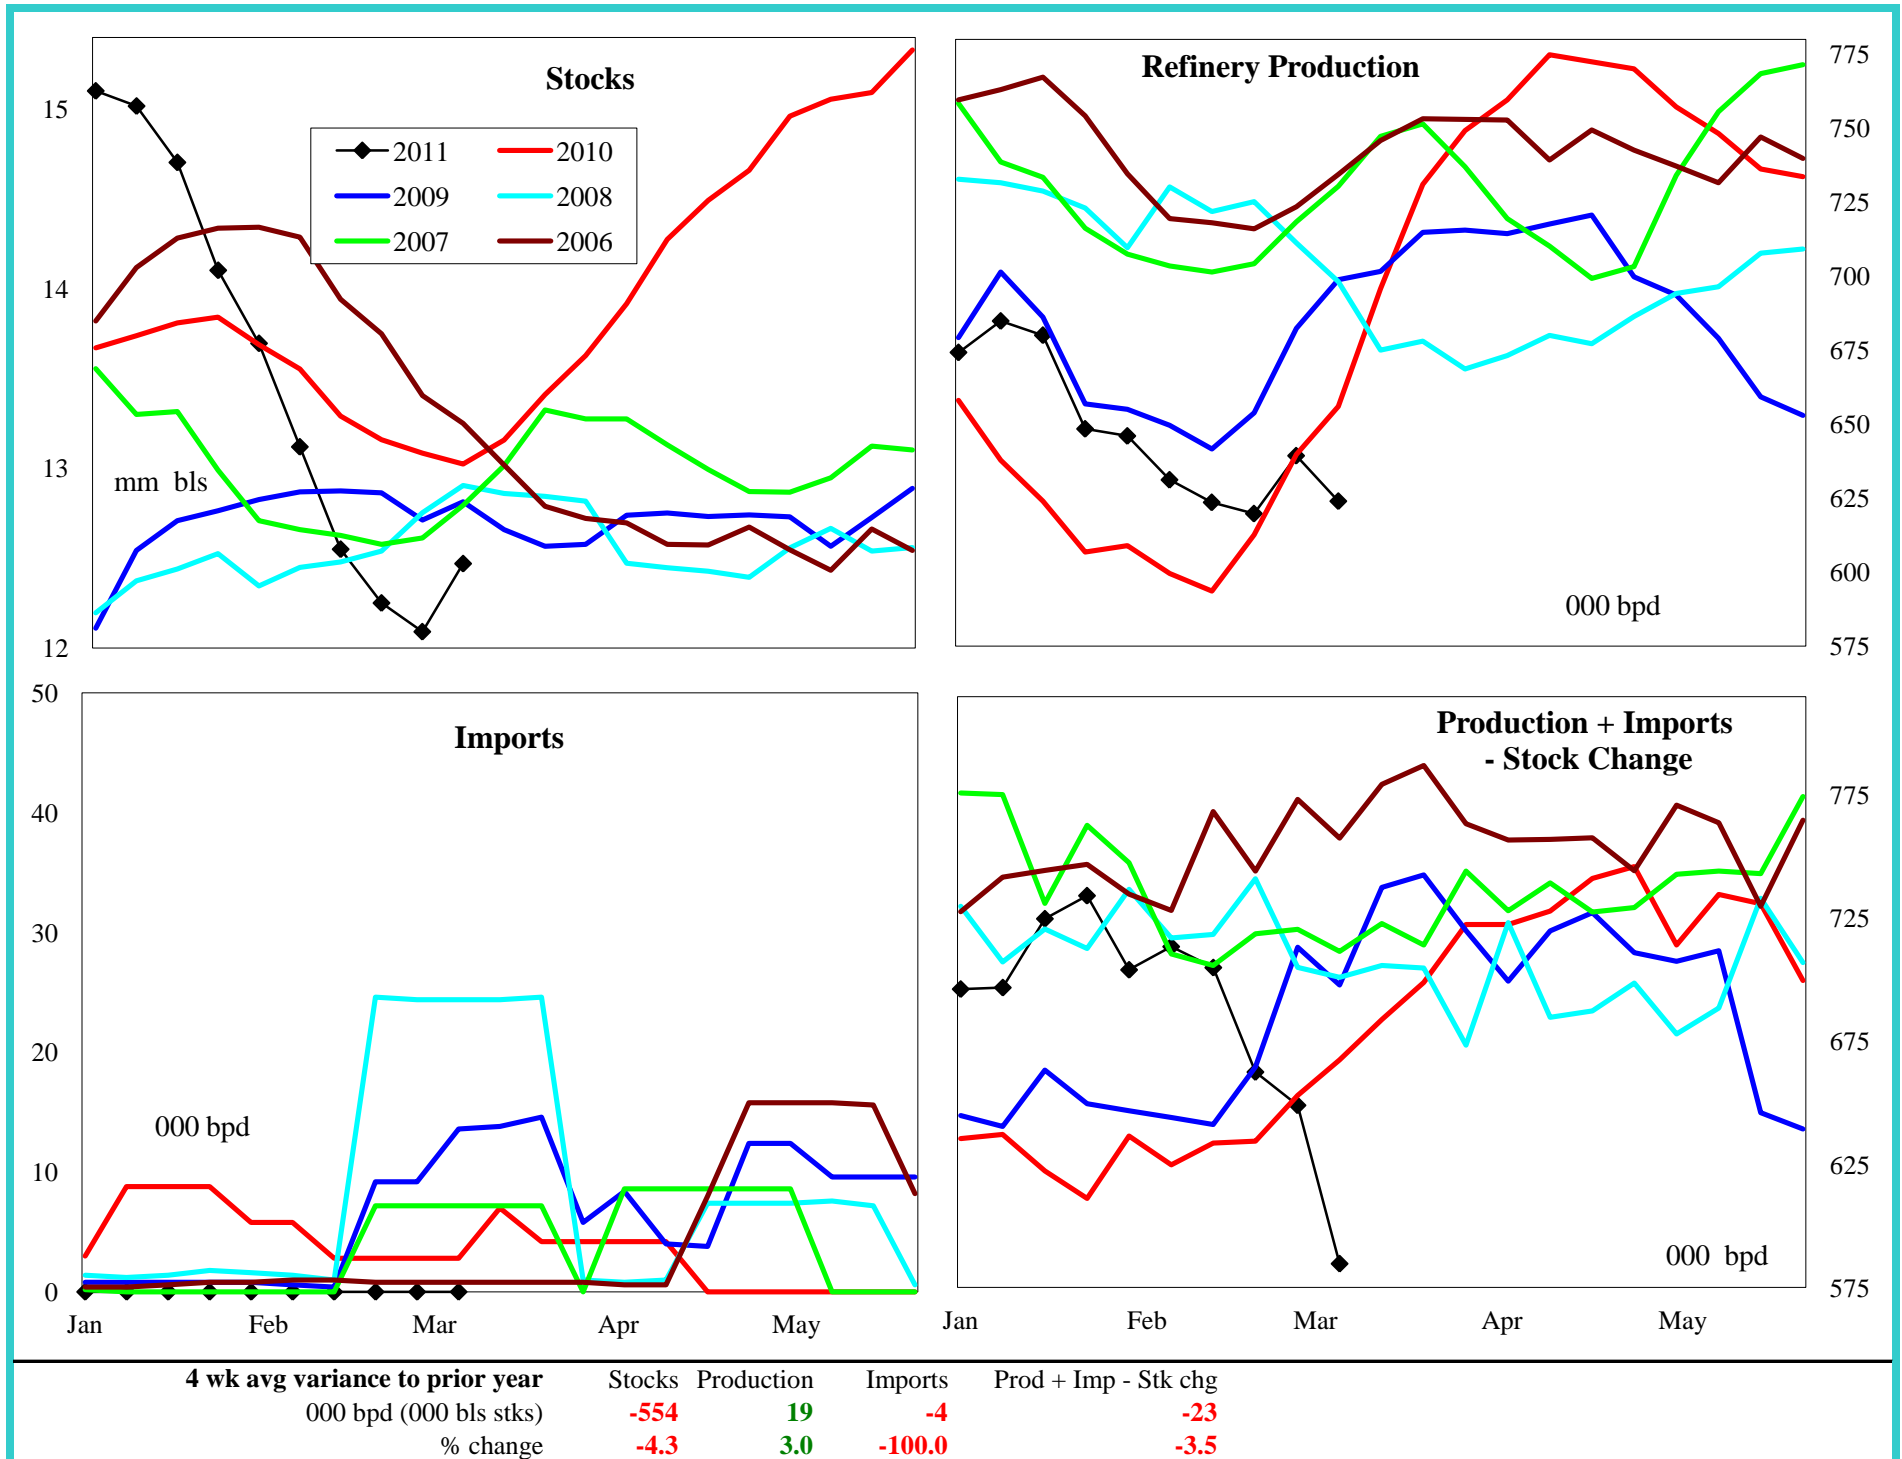 Stocks
15
14
13
12
mm bls
2011 2010
2009 2008
2007 2006
Refinery Production
775
750
725
700
675
650
625
600
575
000 bpd
Imports
50
40
30
20
10
0
000 bpd
Jan Feb Mar Apr May
Production + Imports
- Stock Change
775
725
675
625
575
000 bpd
Jan Feb Mar Apr May
4 wk avg variance to prior year Stocks Production Imports Prod + Imp - Stk chg
000 bpd (000 bls stks) -554 19 -4 -23
% change -4.3 3.0 -100.0 -3.5